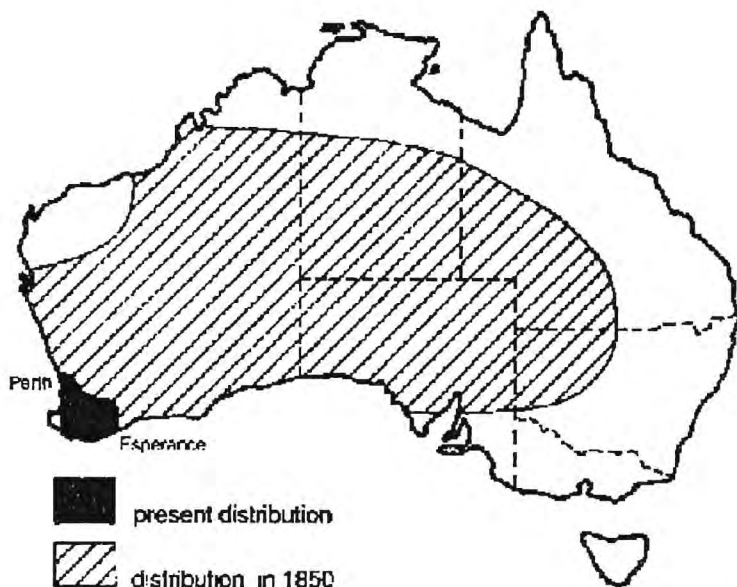 Perth
Esperance
present distribution
distribution in 1850